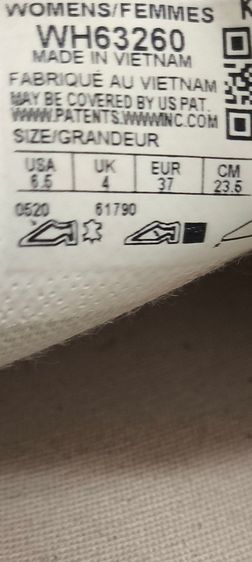 WOMENS/FEMMES K
WH63260
MADE IN VIETNAM
FABRIQUÉ AU VIETNAM
MAY BE COVERED BY US PAT.
WWW.PATENTS.WWWINC.COM
SIZE/GRANDEUR
USA UK EUR CM
6.5 4 37 23.5
0520 61790